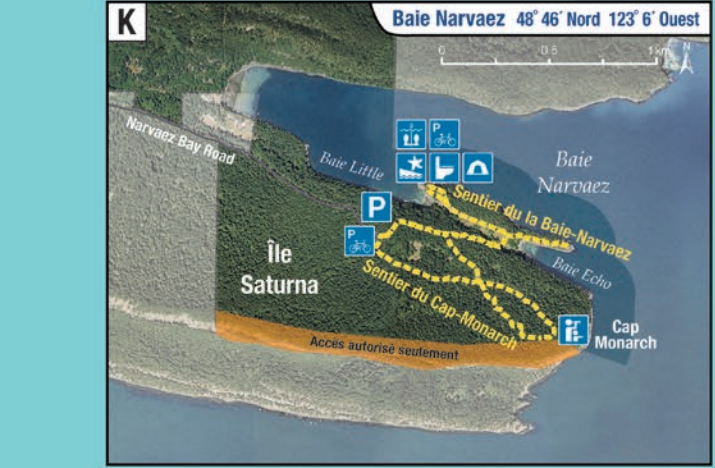 K
Baie Narvaez 48° 46′ Nord 123° 6′ Ouest
0 0.5 1km
N
Narvaez Bay Road
Baie Little
Baie
Narvaez
P
Sentier du la Baie-Narvaez
P
P
Baie Echo
Île
Saturna
Sentier du Cap-Monarch
Cap
Monarch
Accès autorisé seulement